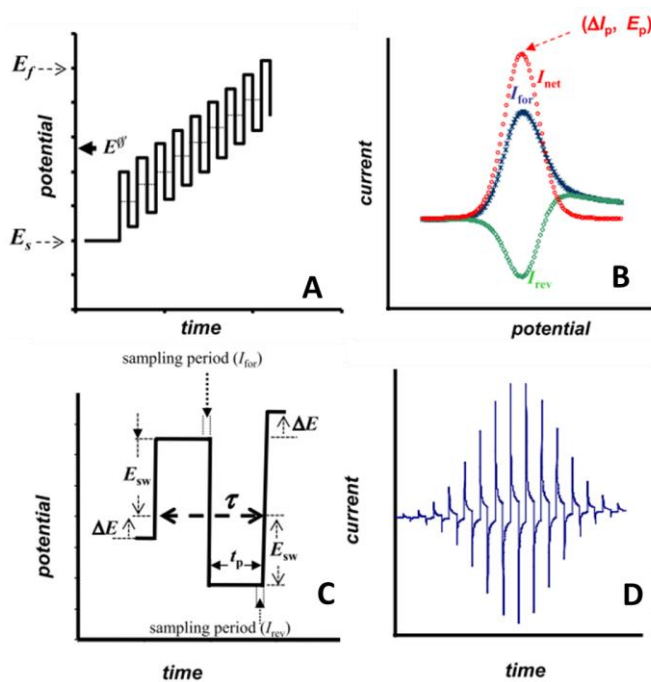 E_f
E^ø'
E_s
potential
time
A
(ΔI_p, E_p)
I_net
I_for
I_rev
current
potential
B
sampling period (I_for)
ΔE
E_sw
τ
ΔE
E_sw
t_p
potential
sampling period (I_rev)
time
C
current
time
D